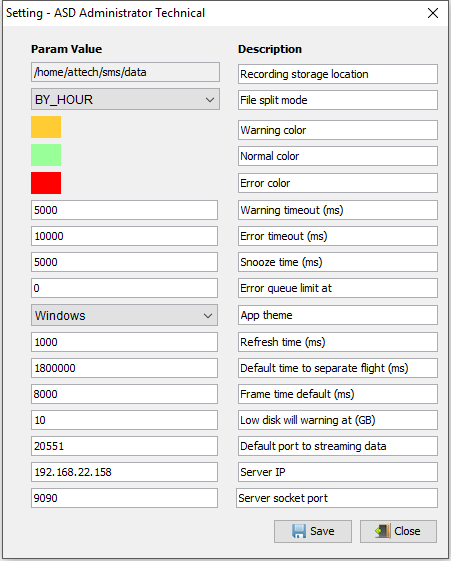 Setting - ASD Administrator Technical
Param Value Description
/home/attech/sms/data Recording storage location
BY_HOUR File split mode
Warning color
Normal color
Error color
5000 Warning timeout (ms)
10000 Error timeout (ms)
5000 Snooze time (ms)
0 Error queue limit at
Windows App theme
1000 Refresh time (ms)
1800000 Default time to separate flight (ms)
8000 Frame time default (ms)
10 Low disk will warning at (GB)
20551 Default port to streaming data
192.168.22.158 Server IP
9090 Server socket port
Save Close